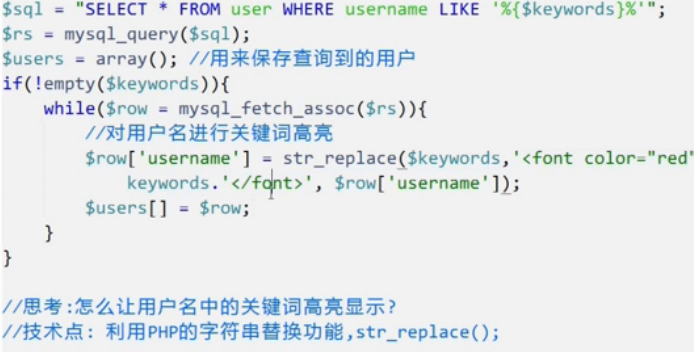 $sql = "SELECT * FROM user WHERE username LIKE '%{$keywords}%'";
$rs = mysql_query($sql);
$users = array(); //用来保存查询到的用户
if(!empty($keywords)){
while($row = mysql_fetch_assoc($rs)){
//对用户名进行关键词高亮
$row['username'] = str_replace($keywords,'<font color="red"
keywords.'</font>', $row['username']);
$users[] = $row;
}
}
//思考:怎么让用户名中的关键词高亮显示?
//技术点: 利用PHP的字符串替换功能,str_replace();